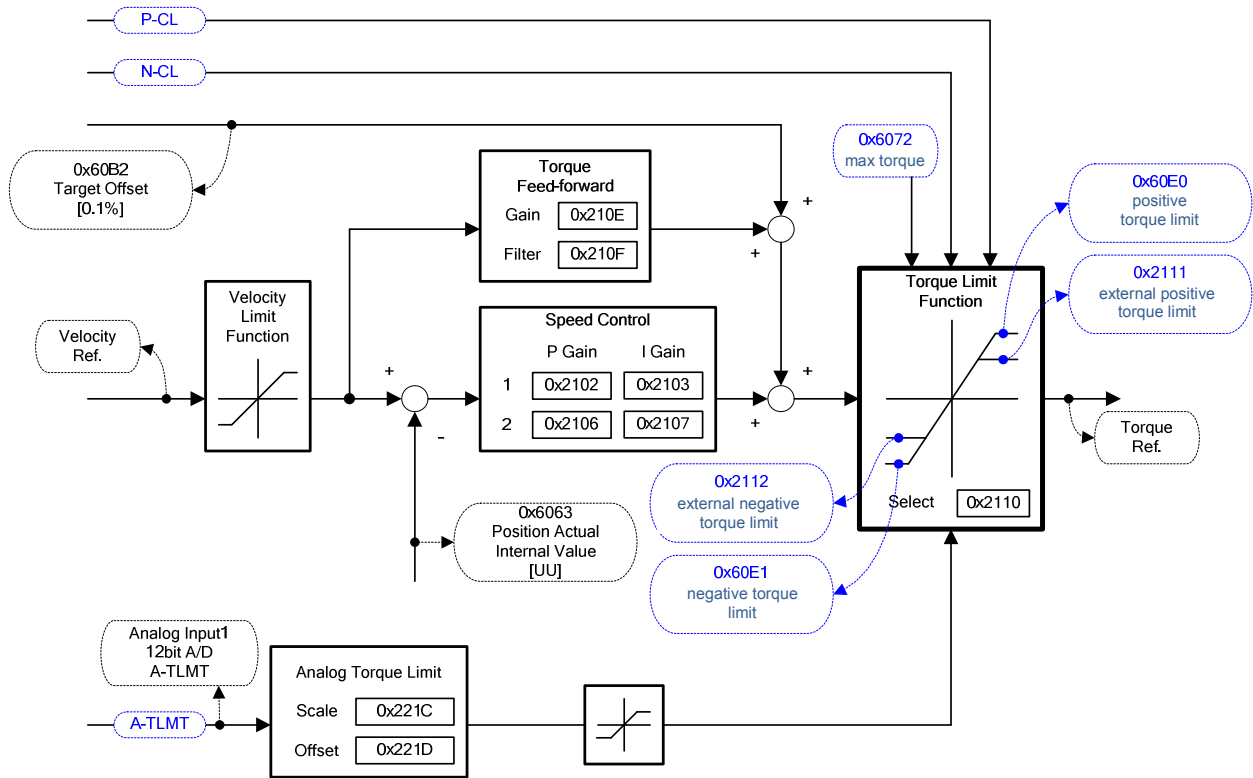 P-CL
N-CL
0x60B2
Target Offset
[0.1%]
Torque
Feed-forward
Gain
0x210E
Filter
0x210F
+
+
0x6072
max torque
0x60E0
positive
torque limit
0x2111
external positive
torque limit
Velocity
Ref.
Velocity
Limit
Function
+
-
Speed Control
P Gain
I Gain
1
0x2102
0x2103
2
0x2106
0x2107
+
+
Torque Limit
Function
Select
0x2110
Torque
Ref.
0x2112
external negative
torque limit
0x60E1
negative torque
limit
0x6063
Position Actual
Internal Value
[UU]
Analog Input1
12bit A/D
A-TLMT
A-TLMT
Analog Torque Limit
Scale
0x221C
Offset
0x221D